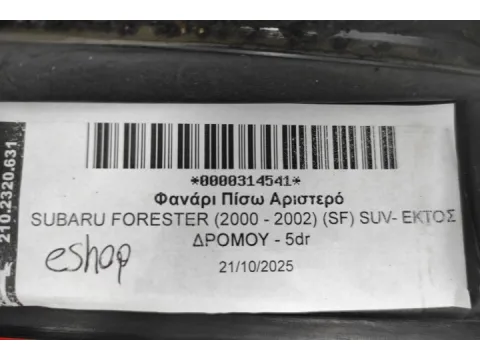 *0000314541*
Φανάρι Πίσω Αριστερό
SUBARU FORESTER (2000 - 2002) (SF) SUV- ΕΚΤΟΣ
ΔΡΟΜΟΥ - 5dr
eshop
21/10/2025
210.2320.631